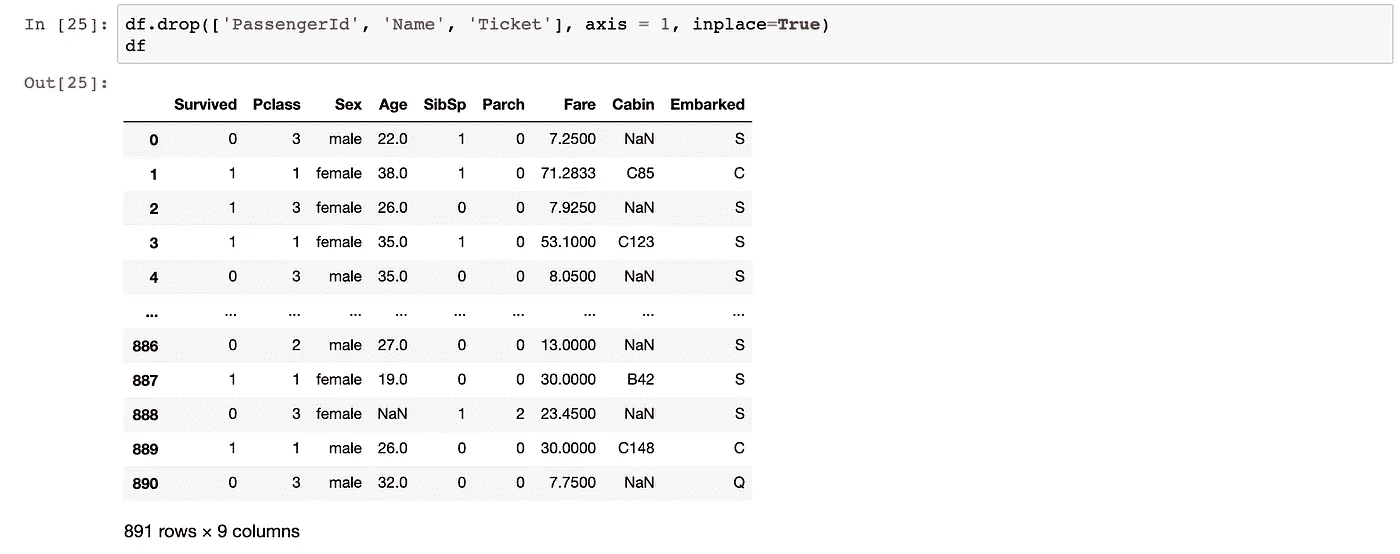 In [25]: df.drop(['PassengerId', 'Name', 'Ticket'], axis = 1, inplace=True)
df
Out[25]:
Survived Pclass Sex Age SibSp Parch Fare Cabin Embarked
0 0 3 male 22.0 1 0 7.2500 NaN S
1 1 1 female 38.0 1 0 71.2833 C85 C
2 1 3 female 26.0 0 0 7.9250 NaN S
3 1 1 female 35.0 1 0 53.1000 C123 S
4 0 3 male 35.0 0 0 8.0500 NaN S
... ... ... ... ... ... ... ... ... ...
886 0 2 male 27.0 0 0 13.0000 NaN S
887 1 1 female 19.0 0 0 30.0000 B42 S
888 0 3 female NaN 1 2 23.4500 NaN S
889 1 1 male 26.0 0 0 30.0000 C148 C
890 0 3 male 32.0 0 0 7.7500 NaN Q
891 rows × 9 columns